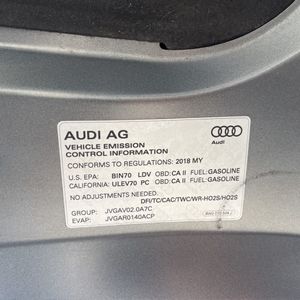 AUDI AG
Audi
VEHICLE EMISSION
CONTROL INFORMATION
CONFORMS TO REGULATIONS: 2018 MY
U.S. EPA: BIN70 LDV OBD: CA II FUEL: GASOLINE
CALIFORNIA: ULEV70 PC OBD: CA II FUEL: GASOLINE
NO ADJUSTMENTS NEEDED.
DFI/TC/CAC/TWC/WR-HO2S/HO2S
GROUP: JVGAV02.0A7C
EVAP: JVGAR0140ACP